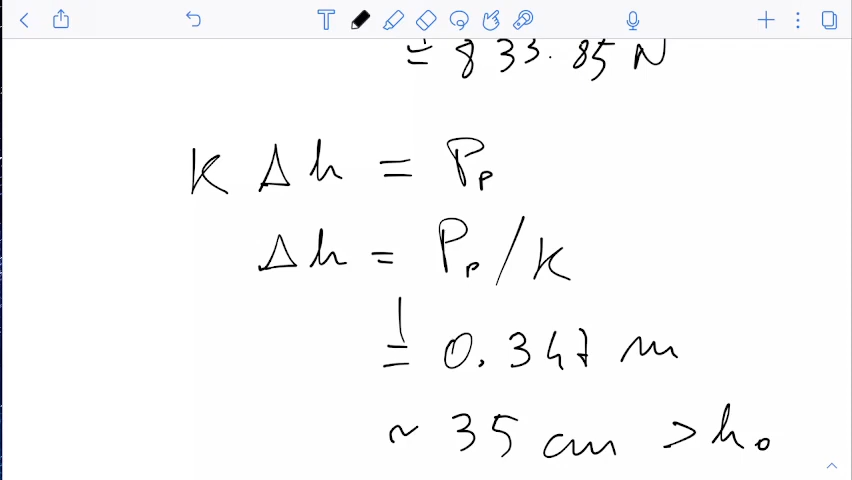 = 833.85 N
K Δh = Pp
Δh = Pp/K
= 0.347 m
~ 35 cm > h₀